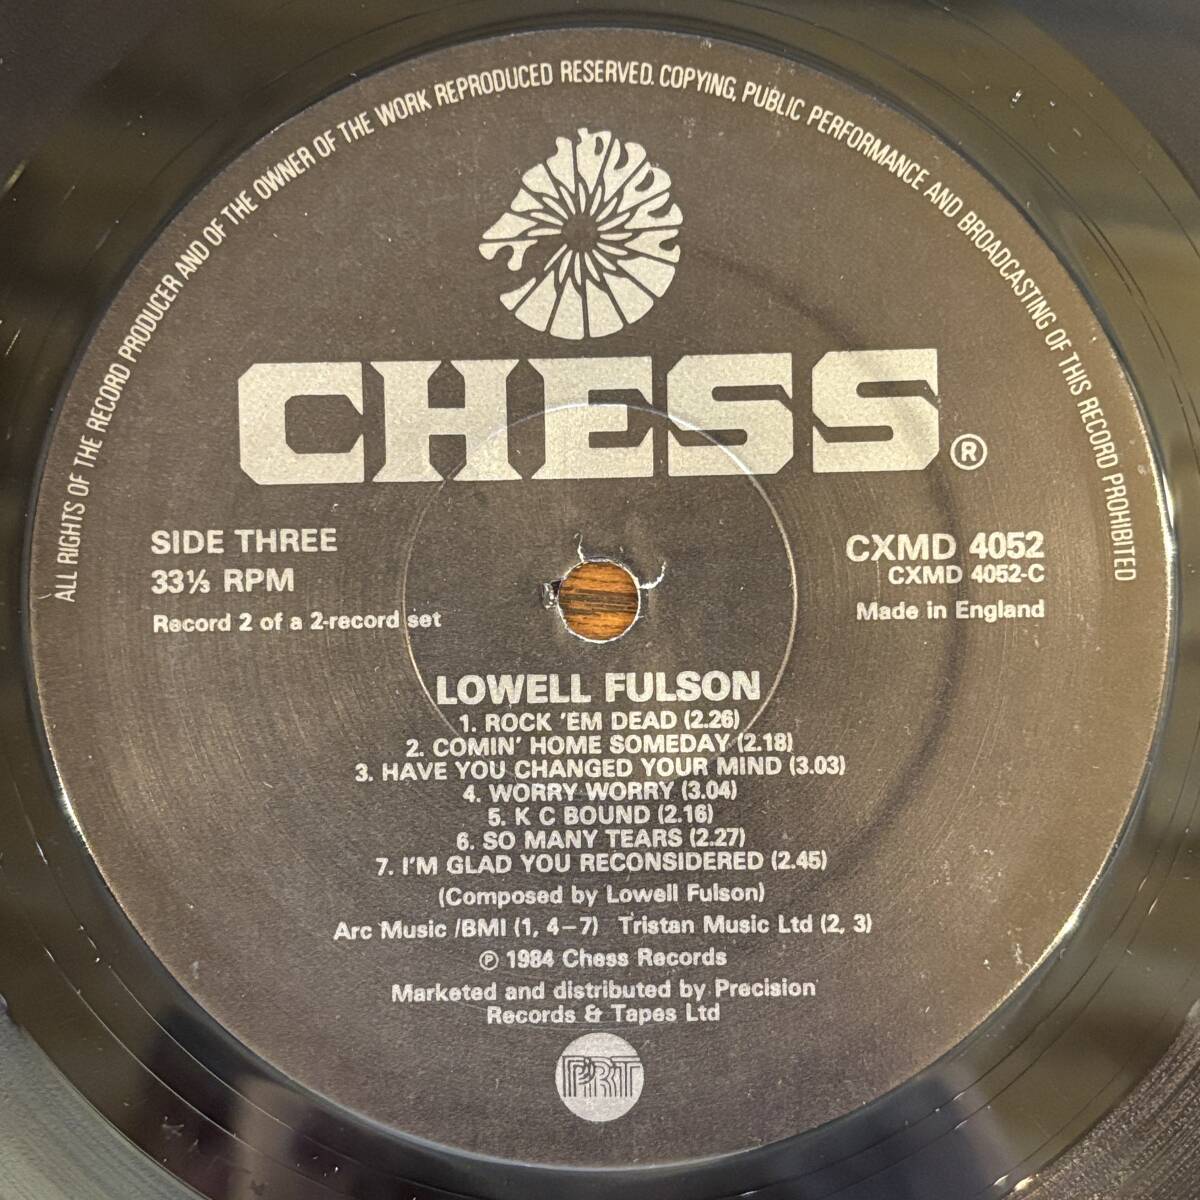 ALL RIGHTS OF THE RECORD PRODUCER AND OF THE OWNER OF THE WORK REPRODUCED RESERVED. COPYING, PUBLIC PERFORMANCE AND BROADCASTING OF THIS RECORD PROHIBITED
CHESS®
SIDE THREE
33⅓ RPM
Record 2 of a 2-record set
CXMD 4052
CXMD 4052-C
Made in England
LOWELL FULSON
1. ROCK 'EM DEAD (2.26)
2. COMIN' HOME SOMEDAY (2.18)
3. HAVE YOU CHANGED YOUR MIND (3.03)
4. WORRY WORRY (3.04)
5. K C BOUND (2.16)
6. SO MANY TEARS (2.27)
7. I'M GLAD YOU RECONSIDERED (2.45)
(Composed by Lowell Fulson)
Arc Music /BMI (1, 4–7) Tristan Music Ltd (2, 3)
℗ 1984 Chess Records
Marketed and distributed by Precision
Records & Tapes Ltd
PRT